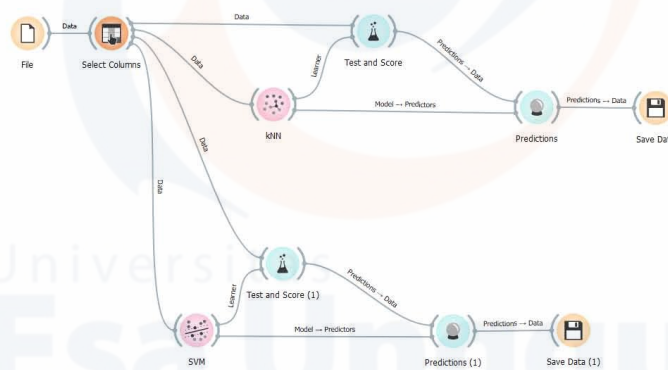 Data
Data
File
Select Columns
Data
Learner
Test and Score
Predictions → Data
kNN
Model → Predictors
Predictions → Data
Predictions
Save Dat
Data
Data
Universitas
Esa Unggul
Learner
Test and Score (1)
Predictions → Data
SVM
Model → Predictors
Predictions → Data
Predictions (1)
Save Data (1)